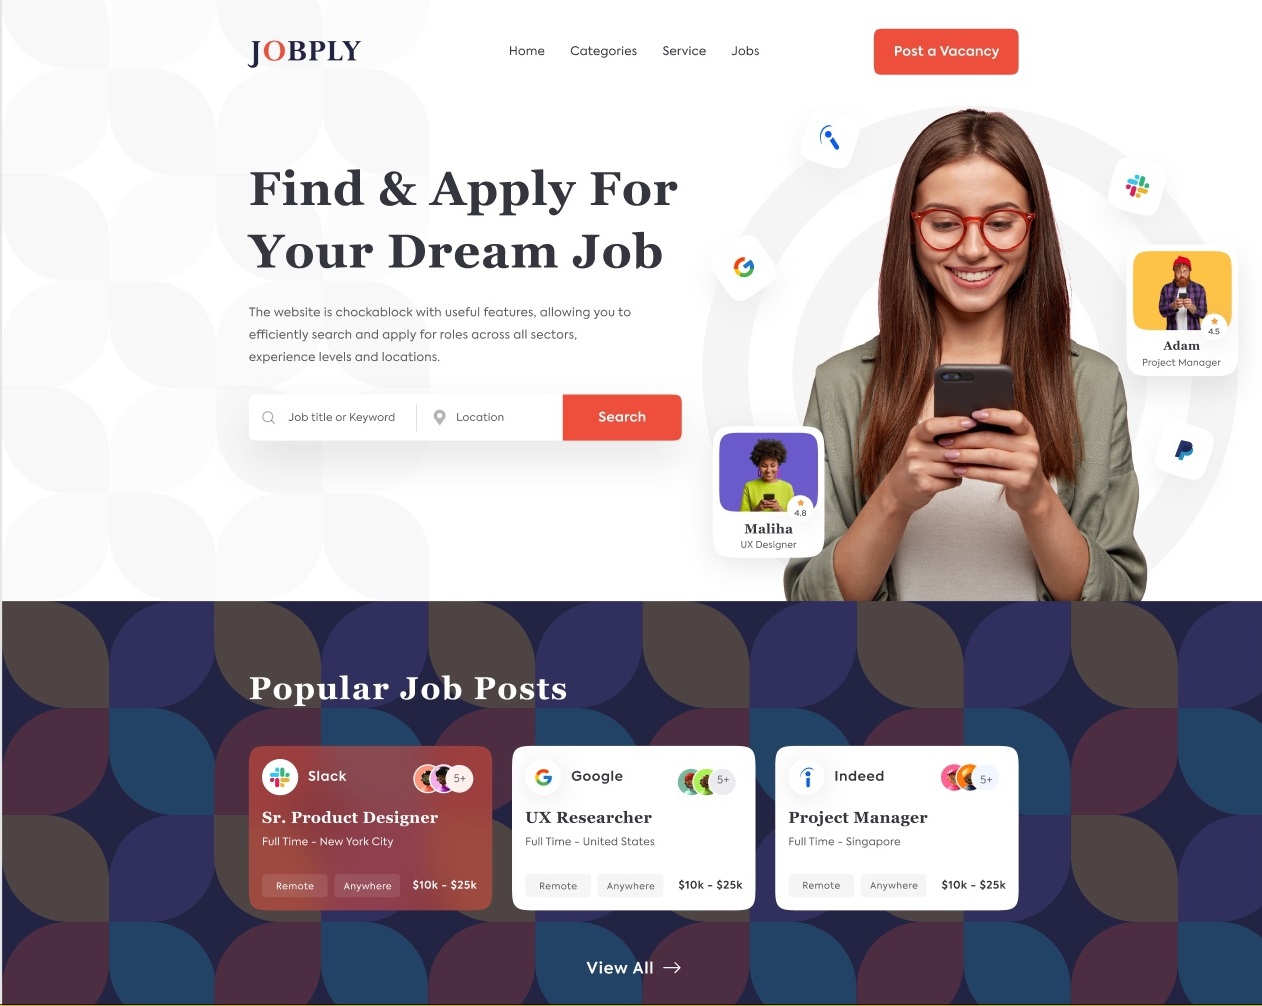 JOBPLY
Home Categories Service Jobs
Post a Vacancy
Find & Apply For
Your Dream Job
The website is chockablock with useful features, allowing you to
efficiently search and apply for roles across all sectors,
experience levels and locations.
Job title or Keyword
Location
Search
4.5
Adam
Project Manager
4.8
Maliha
UX Designer
Popular Job Posts
Slack
5+
Sr. Product Designer
Full Time - New York City
Remote Anywhere $10k - $25k
Google
5+
UX Researcher
Full Time - United States
Remote Anywhere $10k - $25k
Indeed
5+
Project Manager
Full Time - Singapore
Remote Anywhere $10k - $25k
View All →